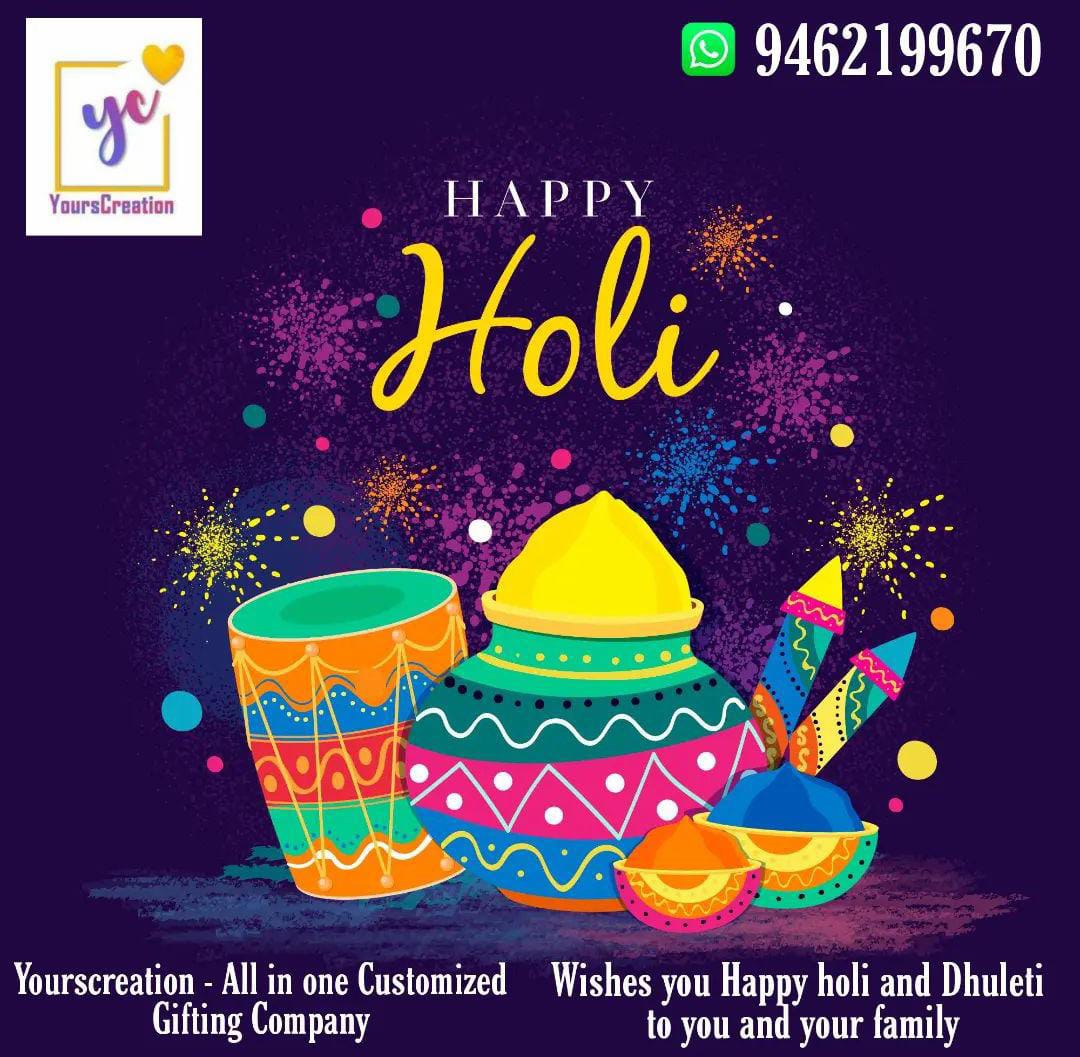 yc
YoursCreation
9462199670
HAPPY
Holi
Yourscreation - All in one Customized
Gifting Company
Wishes you Happy holi and Dhuleti
to you and your family